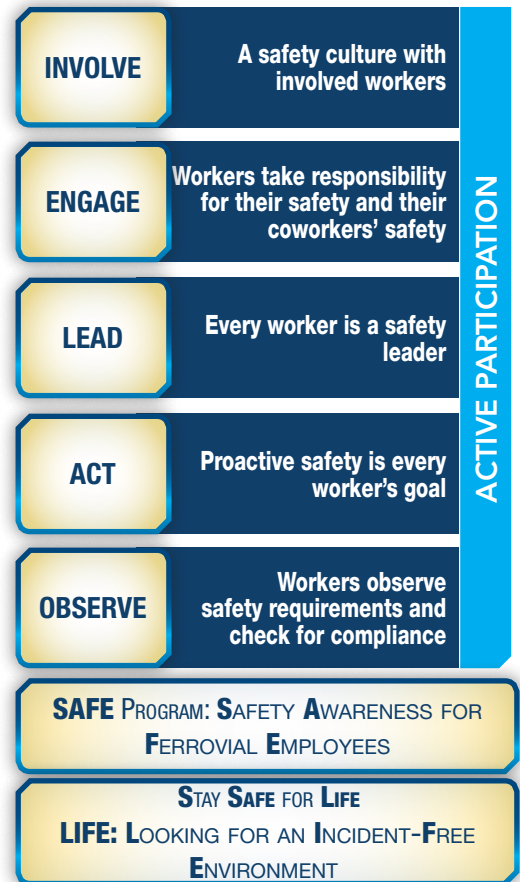 INVOLVE
A safety culture with
involved workers
ENGAGE
Workers take responsibility
for their safety and their
coworkers’ safety
LEAD
Every worker is a safety
leader
ACT
Proactive safety is every
worker’s goal
OBSERVE
Workers observe
safety requirements and
check for compliance
ACTIVE PARTICIPATION
SAFE PROGRAM: SAFETY AWARENESS FOR
FERROVIAL EMPLOYEES
STAY SAFE FOR LIFE
LIFE: LOOKING FOR AN INCIDENT-FREE
ENVIRONMENT